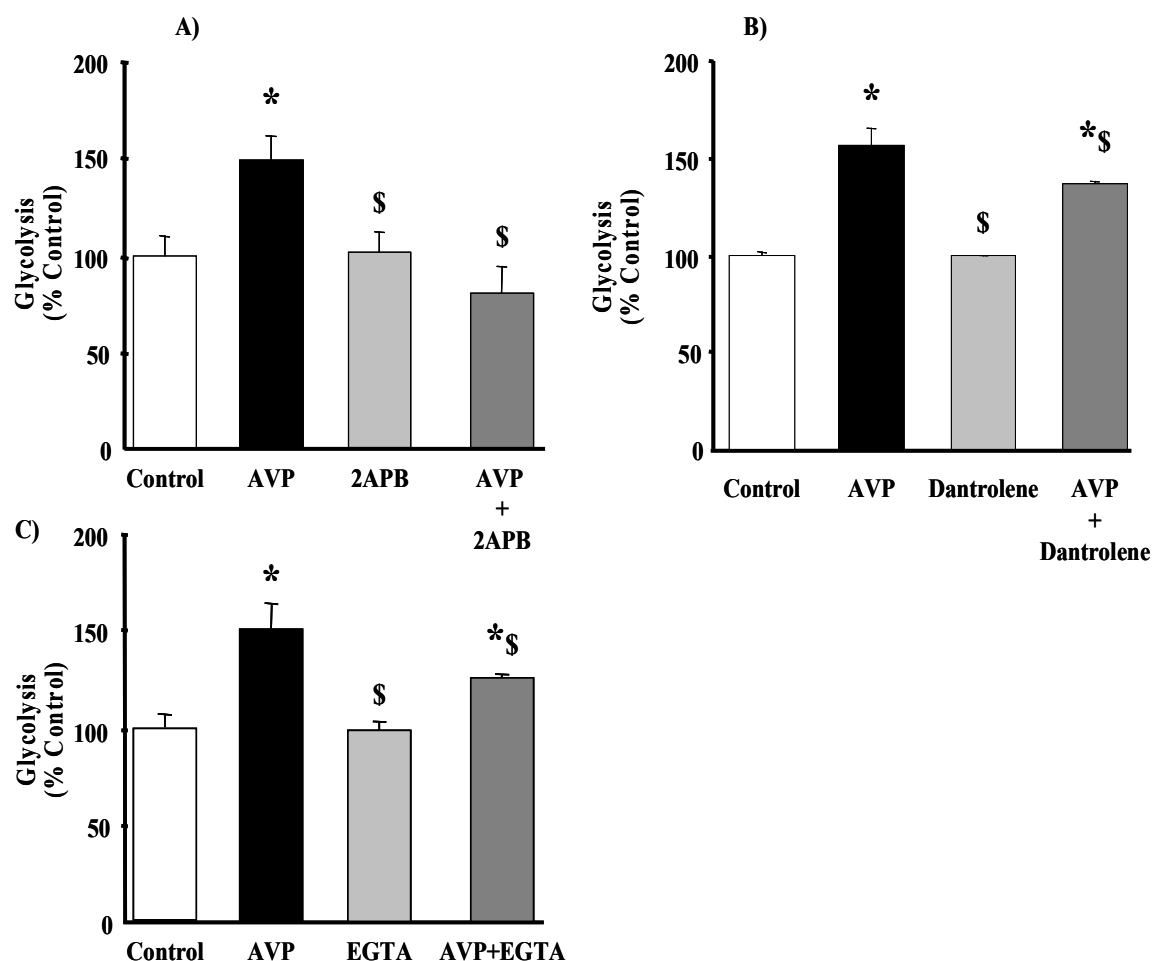 A)
200
150
100
50
0
Glycolysis
(% Control)
*
$
$
Control
AVP
2APB
AVP
+
2APB
B)
200
150
100
50
0
Glycolysis
(% Control)
*
$
*$
Control
AVP
Dantrolene
AVP
+
Dantrolene
C)
200
150
100
50
0
Glycolysis
(% Control)
*
$
*$
Control
AVP
EGTA
AVP+EGTA